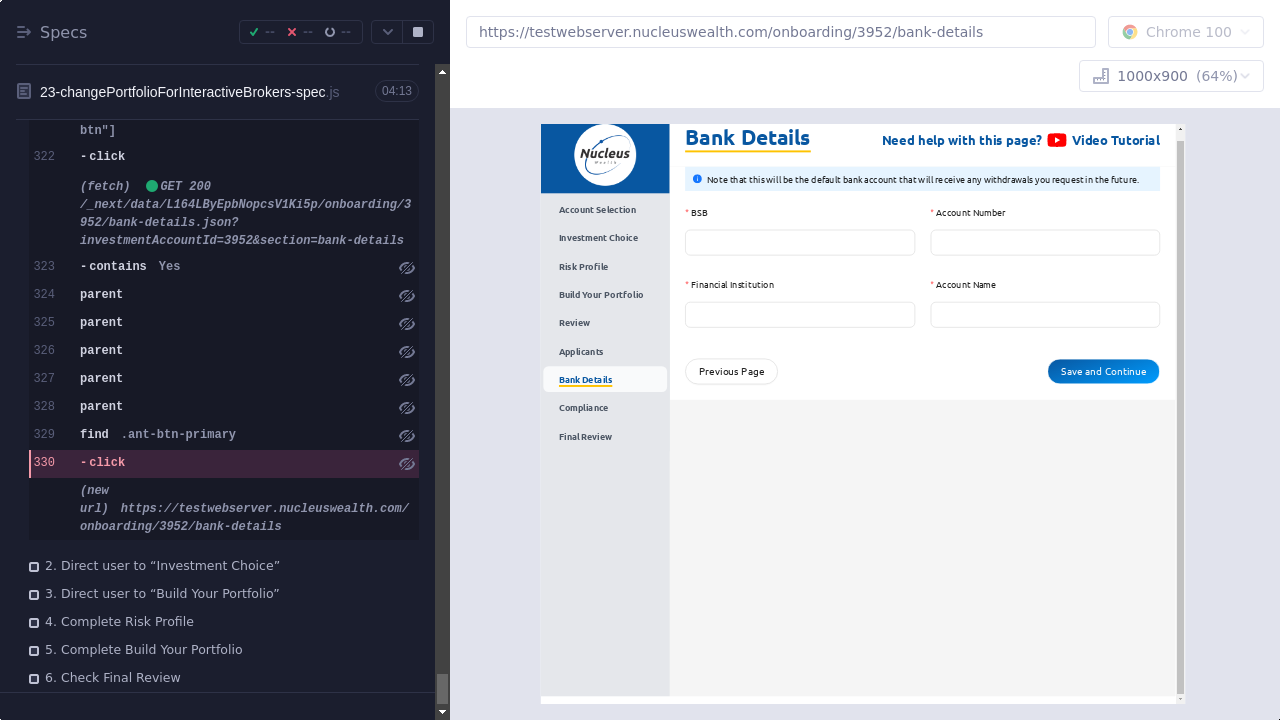 Specs
--
--
--
23-changePortfolioForInteractiveBrokers-spec.js
04:13
btn"]
322 -click
(fetch) GET 200
/_next/data/L164LByEpbNopcsV1Ki5p/onboarding/3
952/bank-details.json?
investmentAccountId=3952&section=bank-details
323 -contains Yes
324 parent
325 parent
326 parent
327 parent
328 parent
329 find .ant-btn-primary
330 -click
(new
url) https://testwebserver.nucleuswealth.com/
onboarding/3952/bank-details
2. Direct user to “Investment Choice”
3. Direct user to “Build Your Portfolio”
4. Complete Risk Profile
5. Complete Build Your Portfolio
6. Check Final Review
https://testwebserver.nucleuswealth.com/onboarding/3952/bank-details
Chrome 100
1000x900 (64%)
Nucleus
Wealth
Account Selection
Investment Choice
Risk Profile
Build Your Portfolio
Review
Applicants
Bank Details
Compliance
Final Review
Bank Details
Need help with this page? Video Tutorial
Note that this will be the default bank account that will receive any withdrawals you request in the future.
* BSB
* Account Number
* Financial Institution
* Account Name
Previous Page
Save and Continue